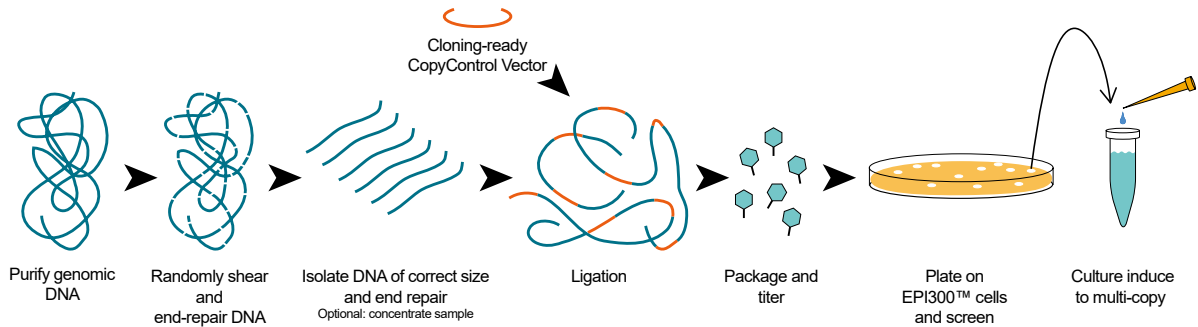 Cloning-ready
CopyControl Vector
Purify genomic
DNA
Randomly shear
and
end-repair DNA
Isolate DNA of correct size
and end repair
Optional: concentrate sample
Ligation
Package and
titer
Plate on
EPI300™ cells
and screen
Culture induce
to multi-copy